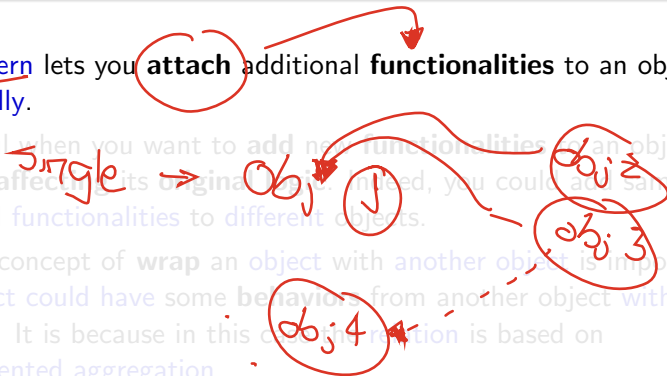 ern lets you attach additional functionalities to an obj
lly.
when you want to add new functionalities to an obj
Single → obj 1 obj 2
affecting its original indeed, you could add same
functionalities to different objects.
obj 3
concept of wrap an object with another object is impo
ct could have some behaviors from another object with
obj 4
It is because in this case the relation is based on
ented aggregation.